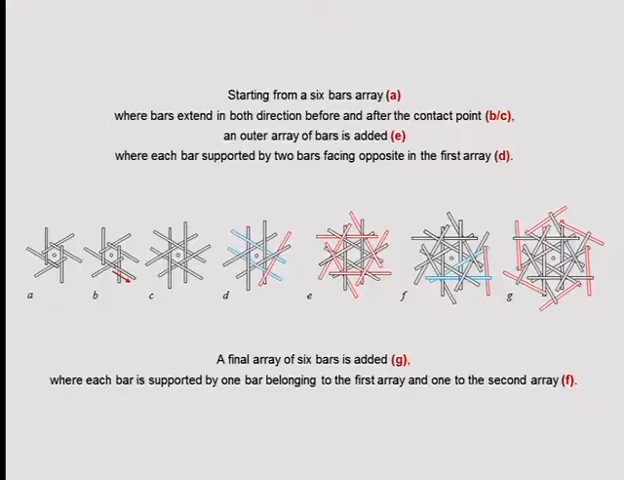 Starting from a six bars array (a)
where bars extend in both direction before and after the contact point (b/c),
an outer array of bars is added (e)
where each bar supported by two bars facing opposite in the first array (d).
a b c d e f g
A final array of six bars is added (g),
where each bar is supported by one bar belonging to the first array and one to the second array (f).